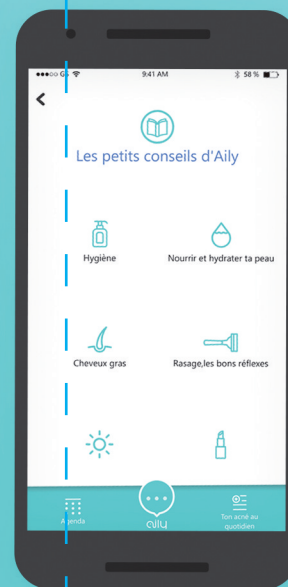 GS 9:41 AM 58 %
Les petits conseils d'Aily
Hygiène Nourrir et hydrater ta peau
Cheveux gras Rasage,les bons réflexes
Agenda aily Ton acné au
quotidien